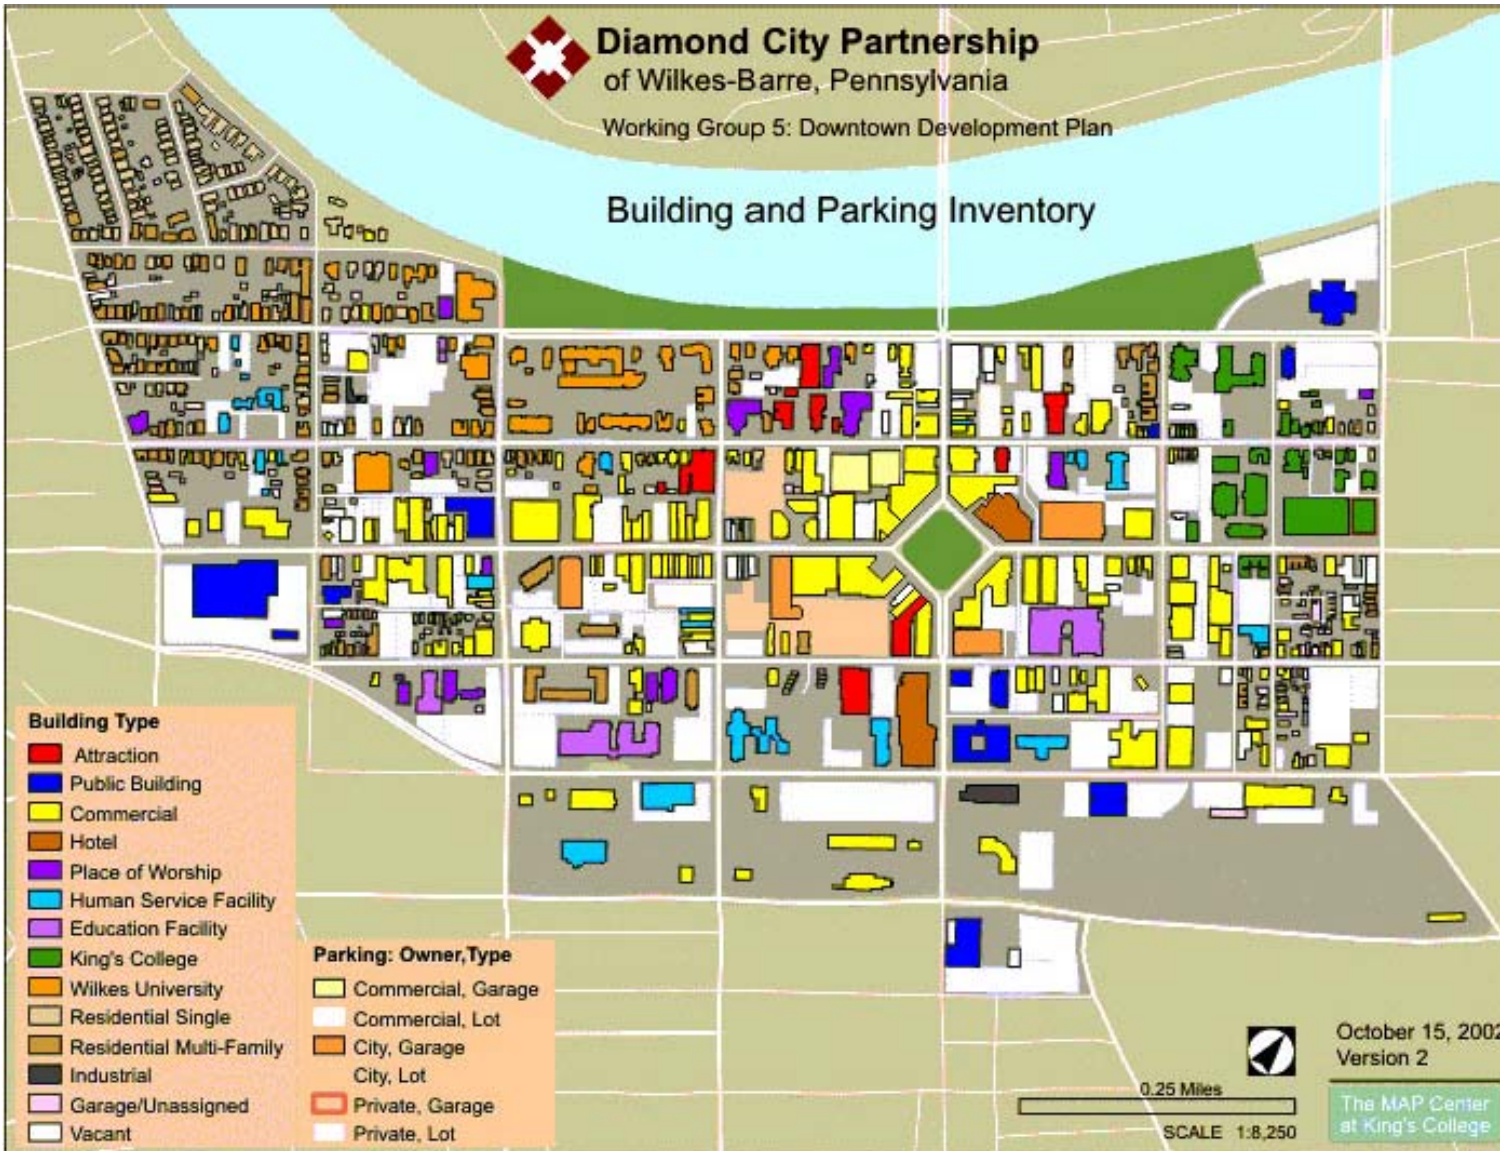 Diamond City Partnership
of Wilkes-Barre, Pennsylvania
Working Group 5: Downtown Development Plan
Building and Parking Inventory
Building Type
Attraction
Public Building
Commercial
Hotel
Place of Worship
Human Service Facility
Education Facility
King's College
Wilkes University
Residential Single
Residential Multi-Family
Industrial
Garage/Unassigned
Vacant
Parking: Owner,Type
Commercial, Garage
Commercial, Lot
City, Garage
City, Lot
Private, Garage
Private, Lot
0.25 Miles
SCALE 1:8,250
October 15, 2002
Version 2
The MAP Center
at King's College